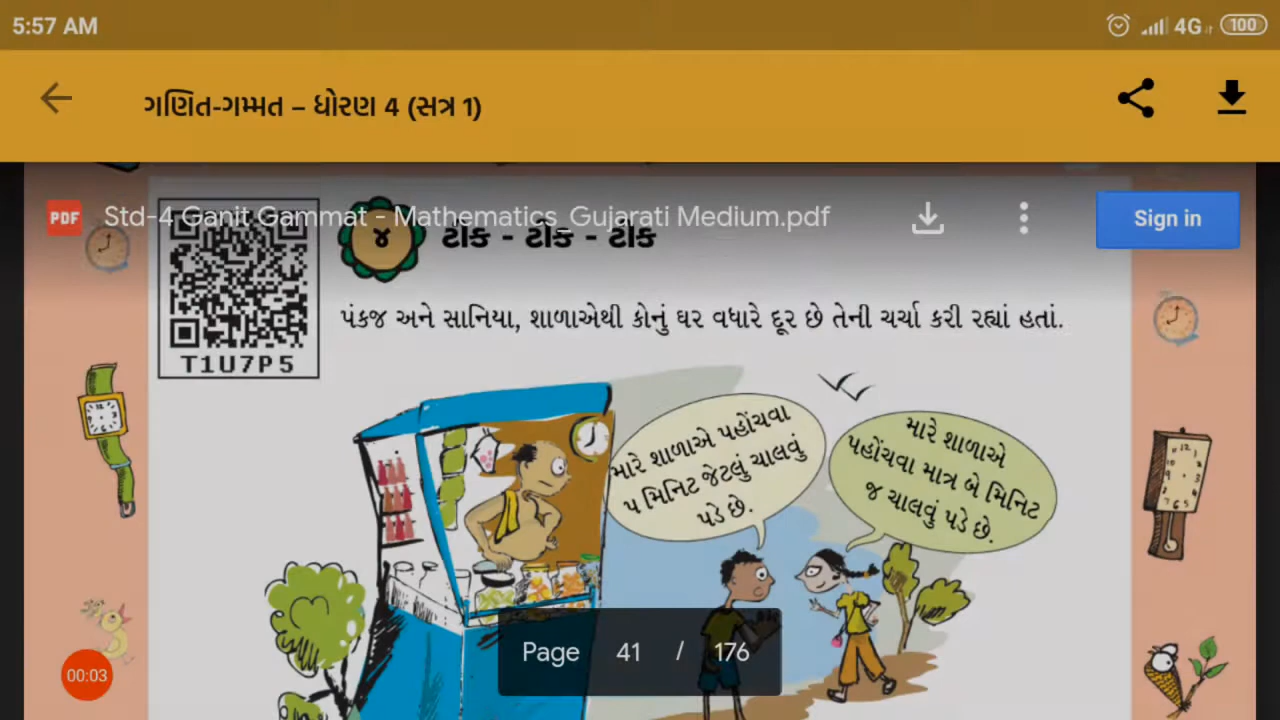 5:57 AM
4G
100
ગણિત-ગમ્મત – ધોરણ 4 (સત્ર 1)
PDF
Std-4 Ganit Gammat - Mathematics_Gujarati Medium.pdf
Sign in
૪
ટીક - ટીક - ટીક
T1U7P5
પંકજ અને સાનિયા, શાળાએથી કોનું ઘર વધારે દૂર છે તેની ચર્ચા કરી રહ્યાં હતાં.
મારે શાળાએ પહોંચવા
૫ મિનિટ જેટલું ચાલવું
પડે છે.
મારે શાળાએ
પહોંચવા માત્ર બે મિનિટ
જ ચાલવું પડે છે.
Page 41 / 176
00:03